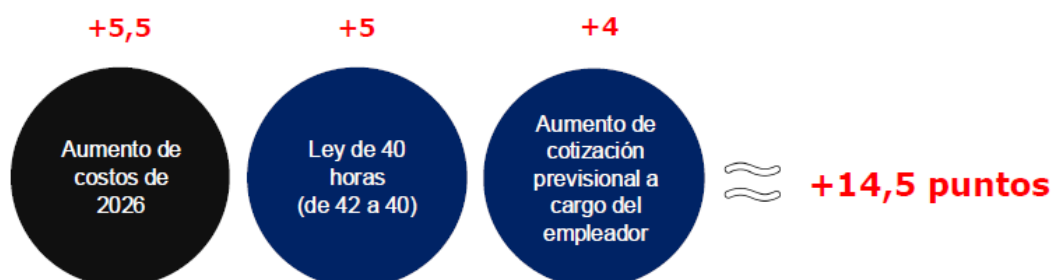 +5,5
+5
+4
Aumento de
costos de
2026
Ley de 40
horas
(de 42 a 40)
Aumento de
cotización
previsional a
cargo del
empleador
+14,5 puntos